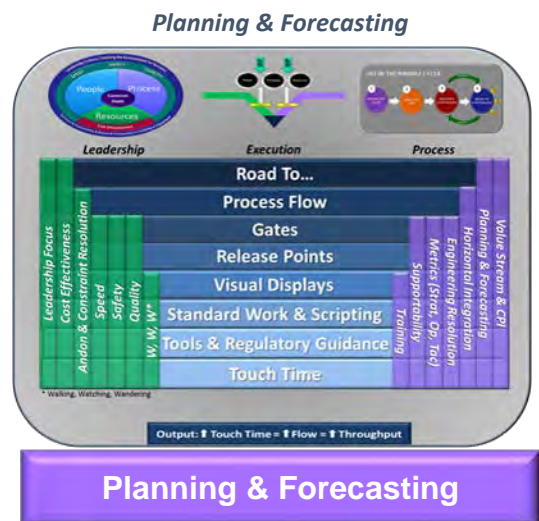 Planning & Forecasting
People
Process
Resources
Leadership
Execution
Process
Road To...
Process Flow
Gates
Release Points
Visual Displays
Standard Work & Scripting
Tools & Regulatory Guidance
Touch Time
Leadership Focus
Cost Effectiveness
Andon & Constraint Resolution
Speed
Safety
Quality
W, W, W*
Training
Supportability
Metrics (Strat, Op, Tac)
Engineering Resolution
Horizontal Integration
Planning & Forecasting
Value Stream & CPI
* Walking, Watching, Wandering
Output: ⬆ Touch Time = ⬆ Flow = ⬆ Throughput
Planning & Forecasting